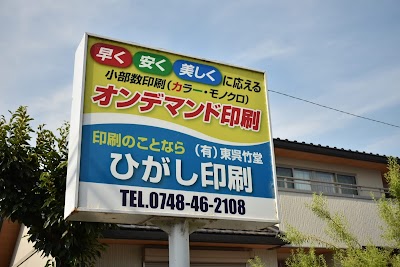 早く 安く 美しく に応える
小部数印刷(カラー・モノクロ)
オンデマンド印刷
印刷のことなら (有)東呉竹堂
ひがし印刷
TEL.0748-46-2108